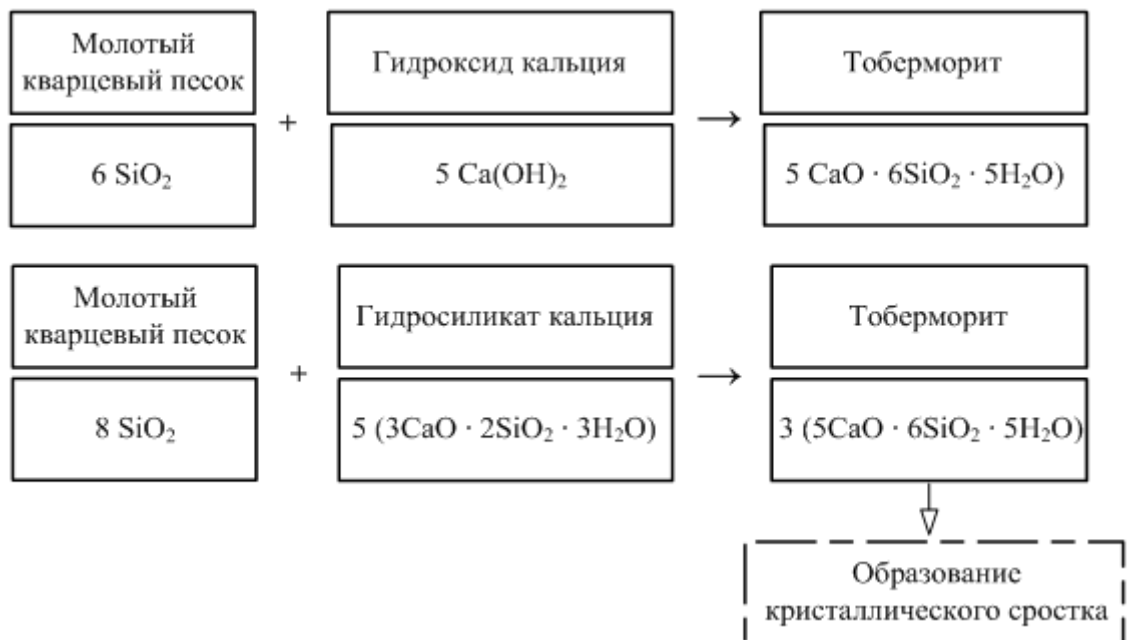 Молотый
кварцевый песок
+
Гидроксид кальция
→
Тоберморит
6 SiO₂
5 Ca(OH)₂
5 CaO · 6SiO₂ · 5H₂O)
Молотый
кварцевый песок
+
Гидросиликат кальция
→
Тоберморит
8 SiO₂
5 (3CaO · 2SiO₂ · 3H₂O)
3 (5CaO · 6SiO₂ · 5H₂O)
Образование
кристаллического сростка